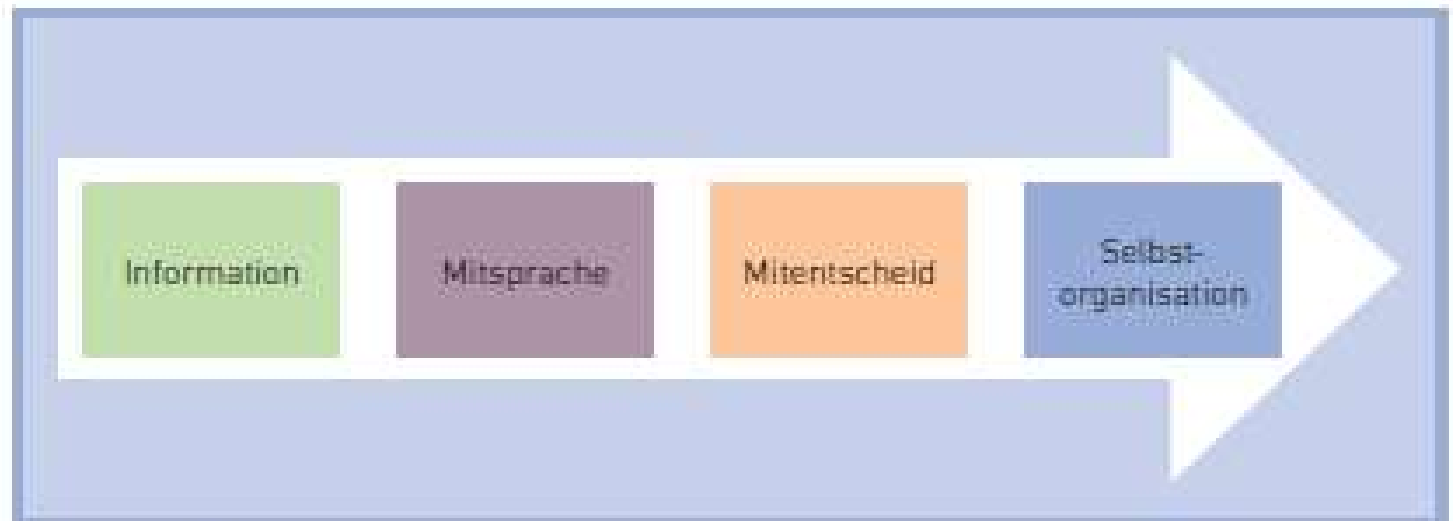 Information
Mitsprache
Mitentscheid
Selbst-
organisation